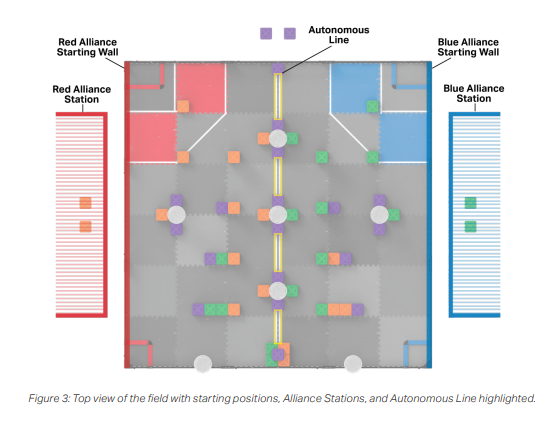 Autonomous
Line
Red Alliance
Starting Wall
Blue Alliance
Starting Wall
Red Alliance
Station
Blue Alliance
Station
Figure 3: Top view of the field with starting positions, Alliance Stations, and Autonomous Line highlighted.